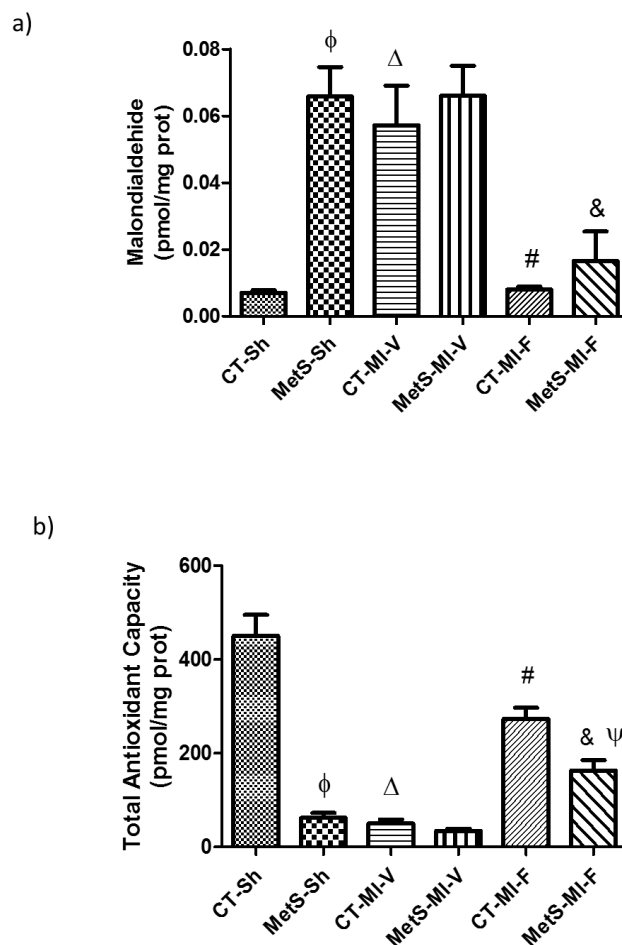 a)
Malondialdehyde
(pmol/mg prot)
0.08
0.06
0.04
0.02
0.00
ϕ
Δ
#
&
CT-Sh
MetS-Sh
CT-MI-V
MetS-MI-V
CT-MI-F
MetS-MI-F
b)
Total Antioxidant Capacity
(pmol/mg prot)
600
400
200
0
ϕ
Δ
#
& ψ
CT-Sh
MetS-Sh
CT-MI-V
MetS-MI-V
CT-MI-F
MetS-MI-F